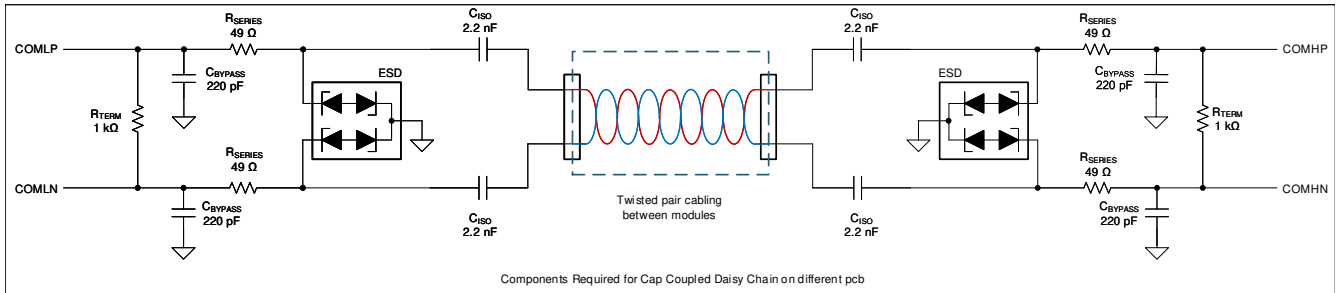 COMLP
RSERIES
49 Ω
CBYPASS
220 pF
RTERM
1 kΩ
ESD
CISO
2.2 nF
COMLN
RSERIES
49 Ω
CBYPASS
220 pF
CISO
2.2 nF
Twisted pair cabling
between modules
CISO
2.2 nF
ESD
RSERIES
49 Ω
CBYPASS
220 pF
RTERM
1 kΩ
COMHP
CISO
2.2 nF
RSERIES
49 Ω
CBYPASS
220 pF
COMHN
Components Required for Cap Coupled Daisy Chain on different pcb